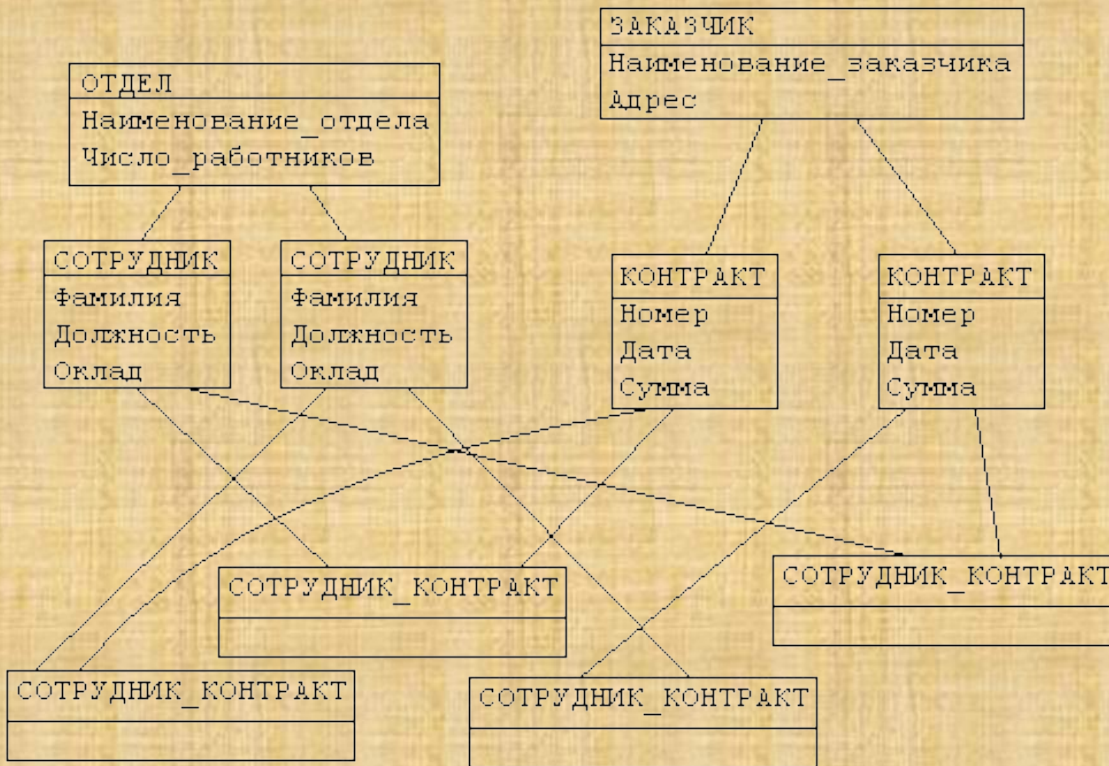 ЗАКАЗЧИК
Наименование_заказчика
Адрес
ОТДЕЛ
Наименование_отдела
Число_работников
СОТРУДНИК
Фамилия
Должность
Оклад
СОТРУДНИК
Фамилия
Должность
Оклад
КОНТРАКТ
Номер
Дата
Сумма
КОНТРАКТ
Номер
Дата
Сумма
СОТРУДНИК_КОНТРАКТ
СОТРУДНИК_КОНТРАКТ
СОТРУДНИК_КОНТРАКТ
СОТРУДНИК_КОНТРАКТ